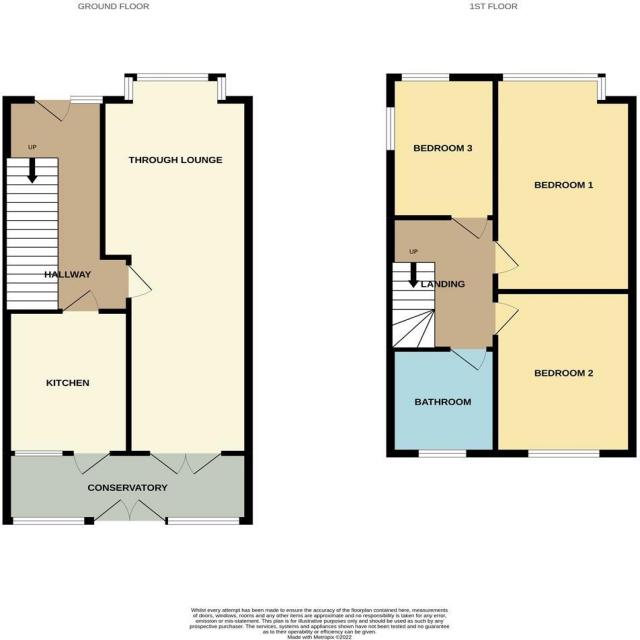 GROUND FLOOR
1ST FLOOR
UP
THROUGH LOUNGE
HALLWAY
KITCHEN
CONSERVATORY
BEDROOM 3
BEDROOM 1
UP
LANDING
BEDROOM 2
BATHROOM
Whilst every attempt has been made to ensure the accuracy of the floorplan contained here, measurements
of doors, windows, rooms and any other items are approximate and no responsibility is taken for any error,
omission or mis-statement. This plan is for illustrative purposes only and should be used as such by any
prospective purchaser. The services, systems and appliances shown have not been tested and no guarantee
as to their operability or efficiency can be given.
Made with Metropix ©2022